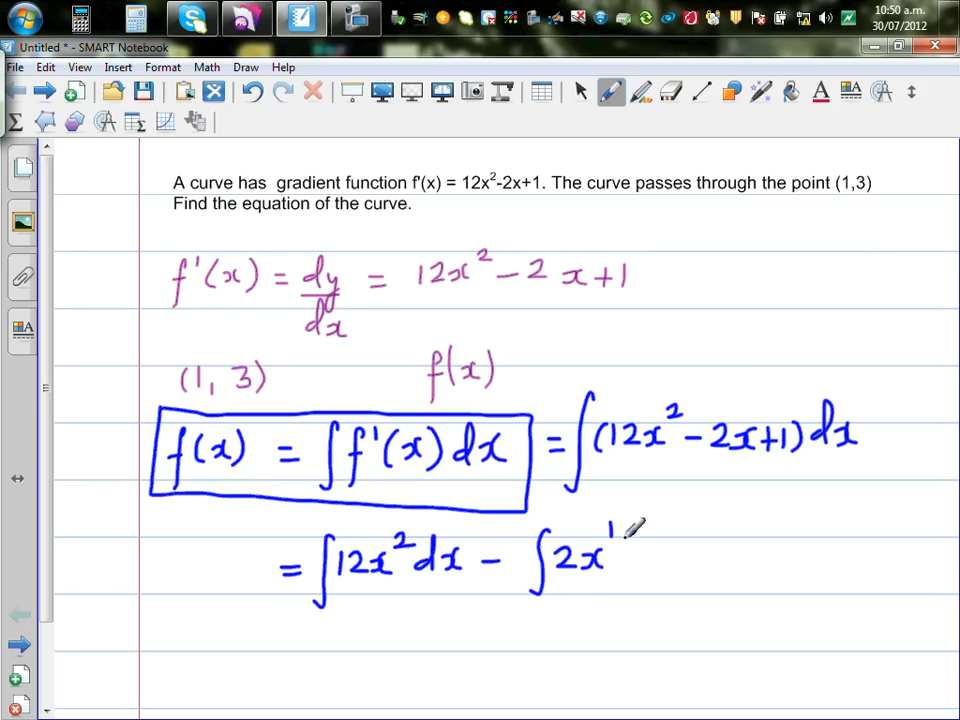 10:50 a.m.
30/07/2012
Untitled * - SMART Notebook
File Edit View Insert Format Math Draw Help
A curve has gradient function f'(x) = 12x²-2x+1. The curve passes through the point (1,3)
Find the equation of the curve.
f'(x) = dy/dx = 12x² - 2x+1
(1, 3) f(x)
f(x) = ∫f'(x) dx = ∫(12x² - 2x+1) dx
= ∫12x² dx - ∫2x¹